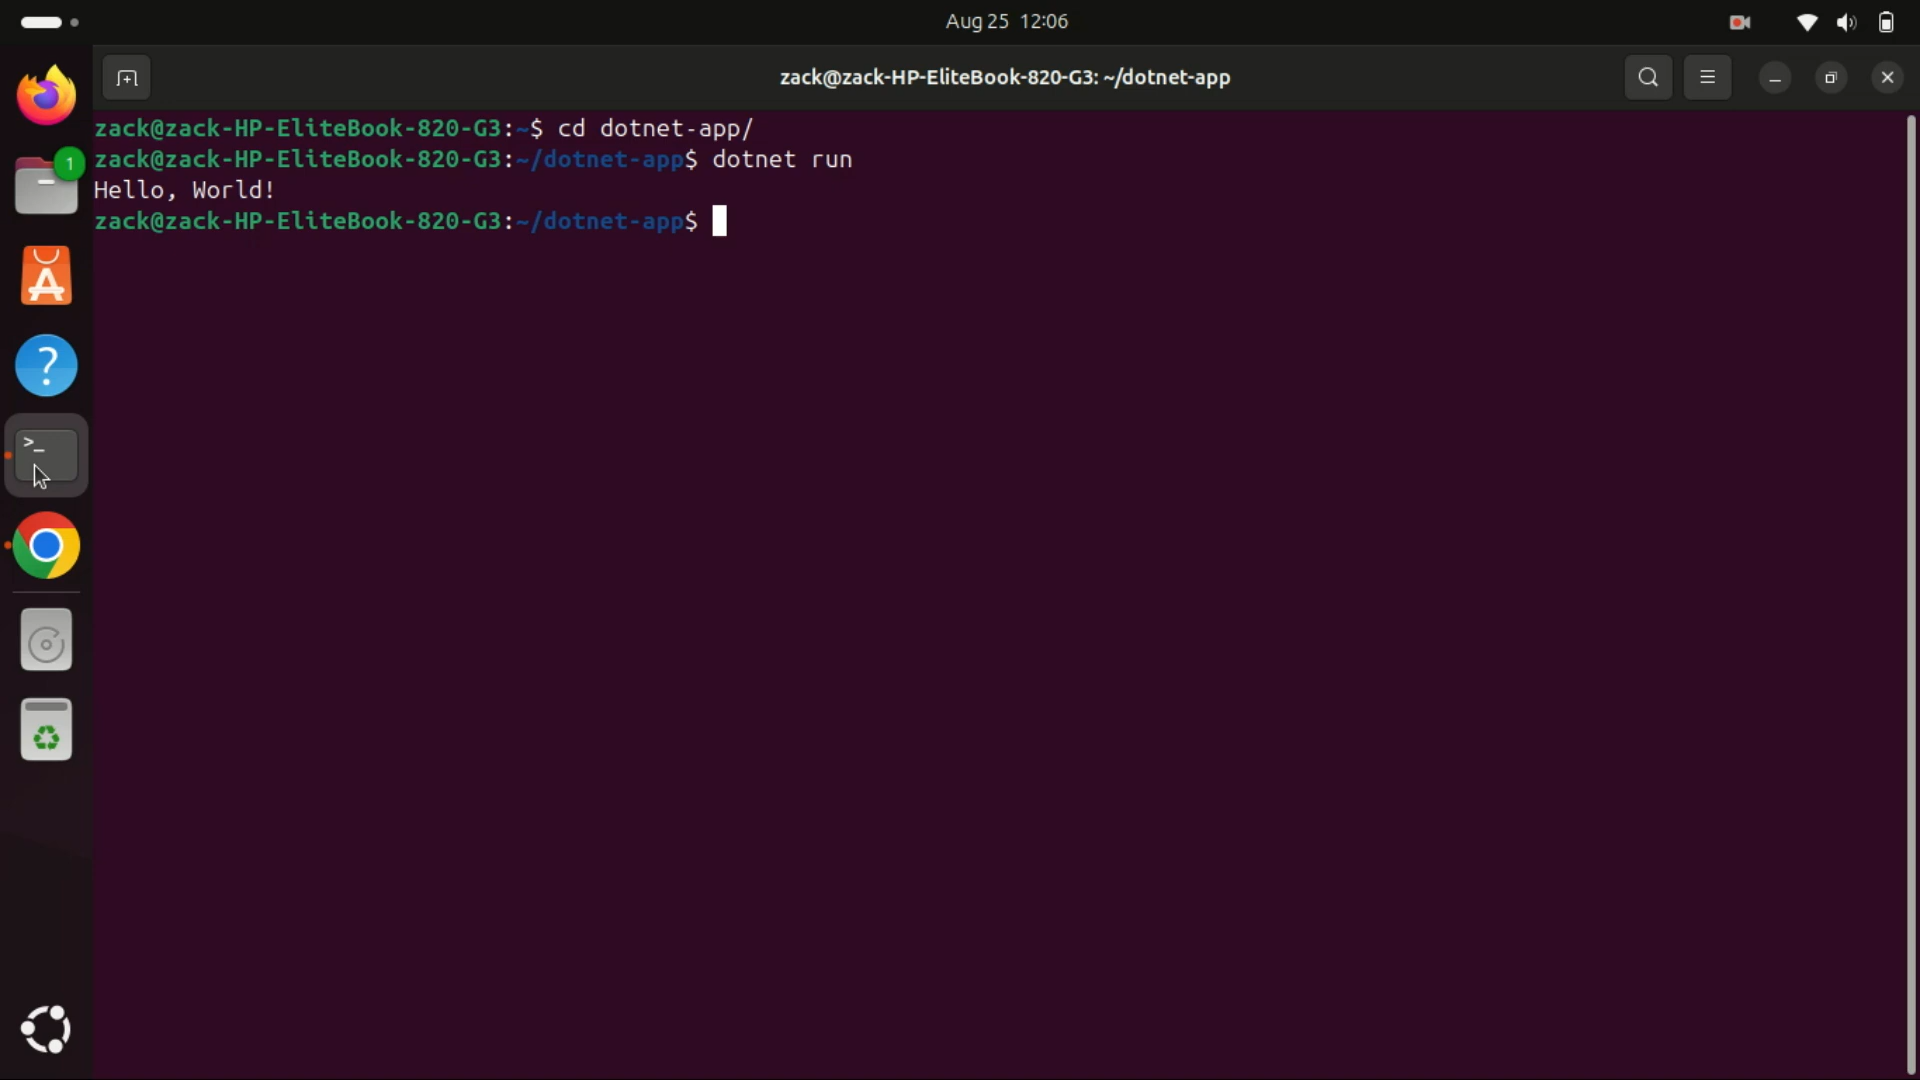 Aug 25 12:06
zack@zack-HP-EliteBook-820-G3: ~/dotnet-app
zack@zack-HP-EliteBook-820-G3:~$ cd dotnet-app/
zack@zack-HP-EliteBook-820-G3:~/dotnet-app$ dotnet run
Hello, World!
zack@zack-HP-EliteBook-820-G3:~/dotnet-app$
1
A
?
>_